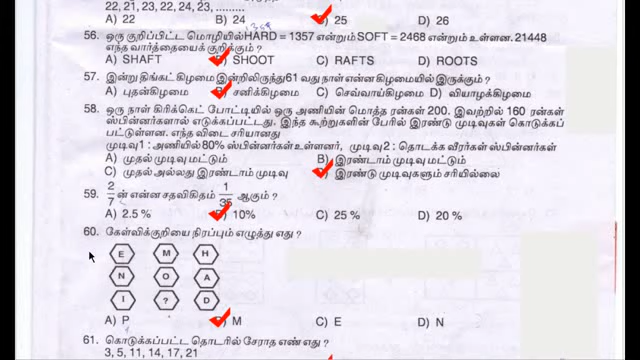 22, 21, 23, 22, 24, 23, .........
A) 22 B) 24 25 D) 26
56. ஒரு குறிப்பிட்ட மொழியில் HARD = 1357 என்றும் SOFT = 2468 என்றும் உள்ளன. 21448
எந்த வார்த்தையைக் குறிக்கும் ?
A) SHAFT SHOOT C) RAFTS D) ROOTS
57. இன்று திங்கட்கிழமை இன்றிலிருந்து 61 வது நாள் என்ன கிழமையில் இருக்கும் ?
A) புதன்கிழமை சனிக்கிழமை C) செவ்வாய்கிழமை D) வியாழக்கிழமை
58. ஒரு நாள் கிரிக்கெட் போட்டியில் ஒரு அணியின் மொத்த ரன்கள் 200. இவற்றில் 160 ரன்கள்
ஸ்பின்னர்களால் எடுக்கப்பட்டது. இந்த கூற்றுகளின் பேரில் இரண்டு முடிவுகள் கொடுக்கப்
பட்டுள்ளன. எந்த விடை சரியானது
முடிவு 1 : அணியில் 80% ஸ்பின்னர்கள் உள்ளனர், முடிவு 2 : தொடக்க வீரர்கள் ஸ்பின்னர்கள்
A) முதல் முடிவு மட்டும் B) இரண்டாம் முடிவு மட்டும்
C) முதல் அல்லது இரண்டாம் முடிவு இரண்டு முடிவுகளும் சரியில்லை
59. 2/7 ன் என்ன சதவிகிதம் 1/35 ஆகும் ?
A) 2.5 % 10% C) 25 % D) 20 %
60. கேள்விக்குறியை நிரப்பும் எழுத்து எது ?
E M H
N O A
I ? D
A) P M C) E D) N
61. கொடுக்கப்பட்ட தொடரில் சேராத எண் எது ?
3, 5, 11, 14, 17, 21